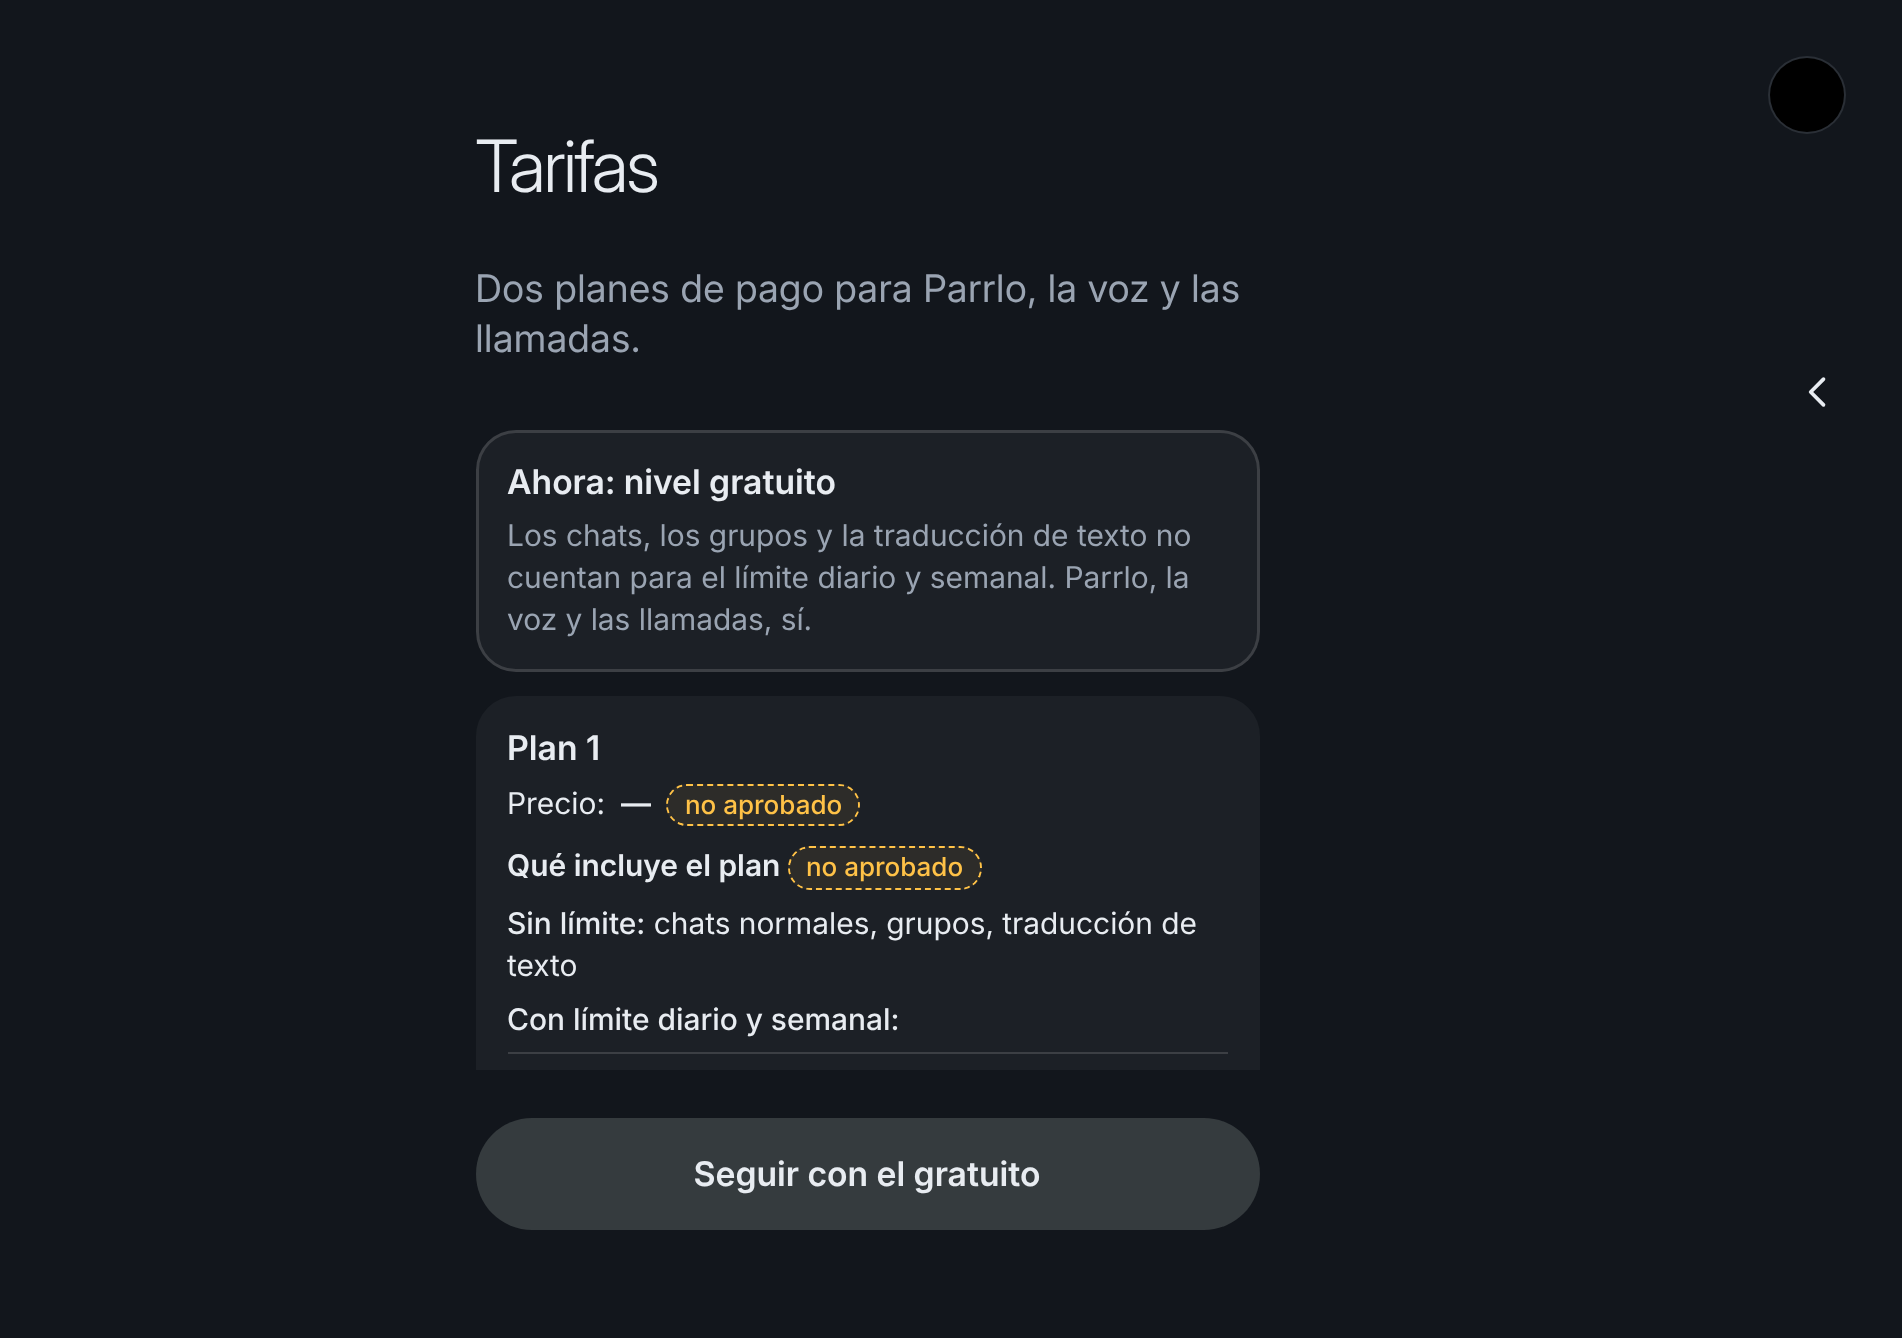 Tarifas
Dos planes de pago para Parrlo, la voz y las
llamadas.
Ahora: nivel gratuito
Los chats, los grupos y la traducción de texto no
cuentan para el límite diario y semanal. Parrlo, la
voz y las llamadas, sí.
Plan 1
Precio: — no aprobado
Qué incluye el plan no aprobado
Sin límite: chats normales, grupos, traducción de
texto
Con límite diario y semanal:
Seguir con el gratuito